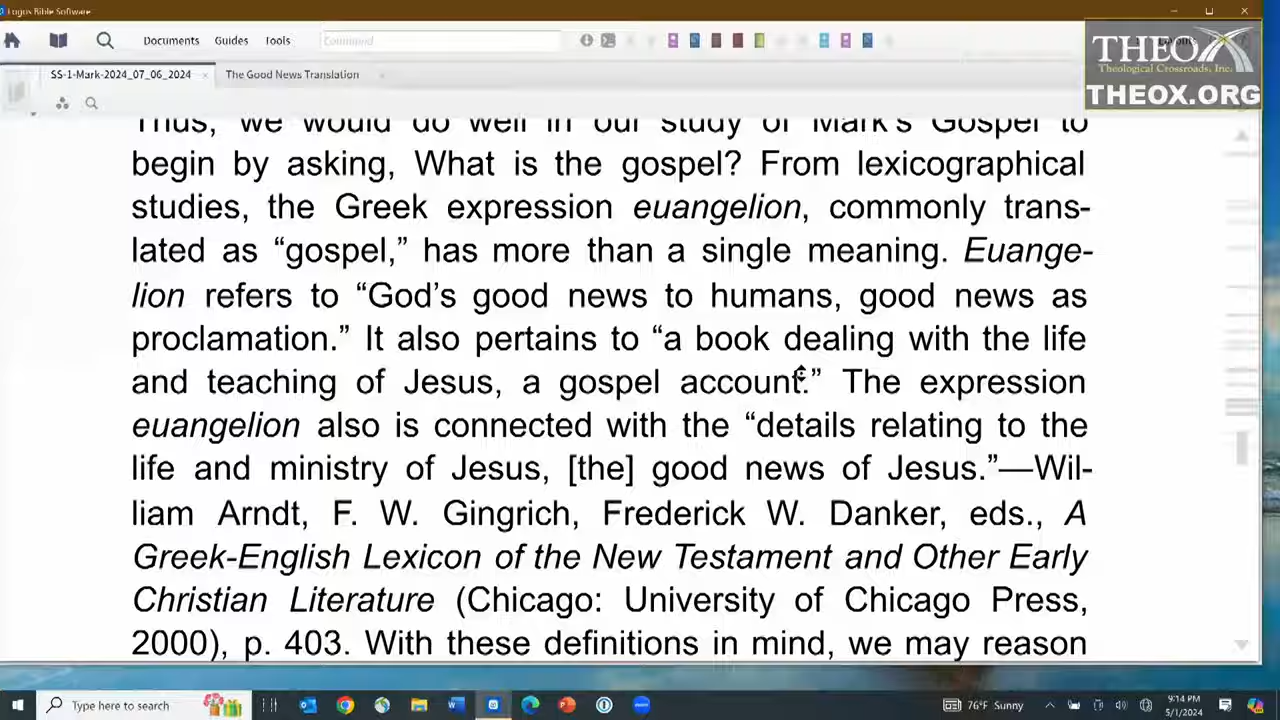 Logos Bible Software
Documents Guides Tools Command
THEOX
Theological Crossroads, Inc.
THEOX.ORG
SS-1-Mark-2024_07_06_2024 The Good News Translation
Thus, we would do well in our study of Mark's Gospel to
begin by asking, What is the gospel? From lexicographical
studies, the Greek expression euangelion, commonly trans-
lated as “gospel,” has more than a single meaning. Euange-
lion refers to “God’s good news to humans, good news as
proclamation.” It also pertains to “a book dealing with the life
and teaching of Jesus, a gospel account.” The expression
euangelion also is connected with the “details relating to the
life and ministry of Jesus, [the] good news of Jesus.”—Wil-
liam Arndt, F. W. Gingrich, Frederick W. Danker, eds., A
Greek-English Lexicon of the New Testament and Other Early
Christian Literature (Chicago: University of Chicago Press,
2000), p. 403. With these definitions in mind, we may reason
Type here to search
76°F Sunny
9:14 PM
5/1/2024